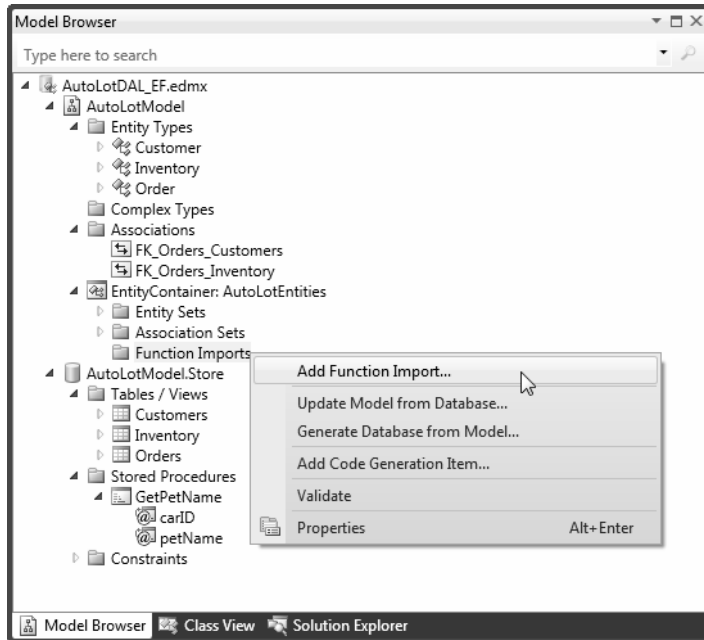 Model Browser
Type here to search
AutoLotDAL_EF.edmx
AutoLotModel
Entity Types
Customer
Inventory
Order
Complex Types
Associations
FK_Orders_Customers
FK_Orders_Inventory
EntityContainer: AutoLotEntities
Entity Sets
Association Sets
Function Imports
AutoLotModel.Store
Tables / Views
Customers
Inventory
Orders
Stored Procedures
GetPetName
carID
petName
Constraints
Add Function Import...
Update Model from Database...
Generate Database from Model...
Add Code Generation Item...
Validate
Properties Alt+Enter
Model Browser Class View Solution Explorer